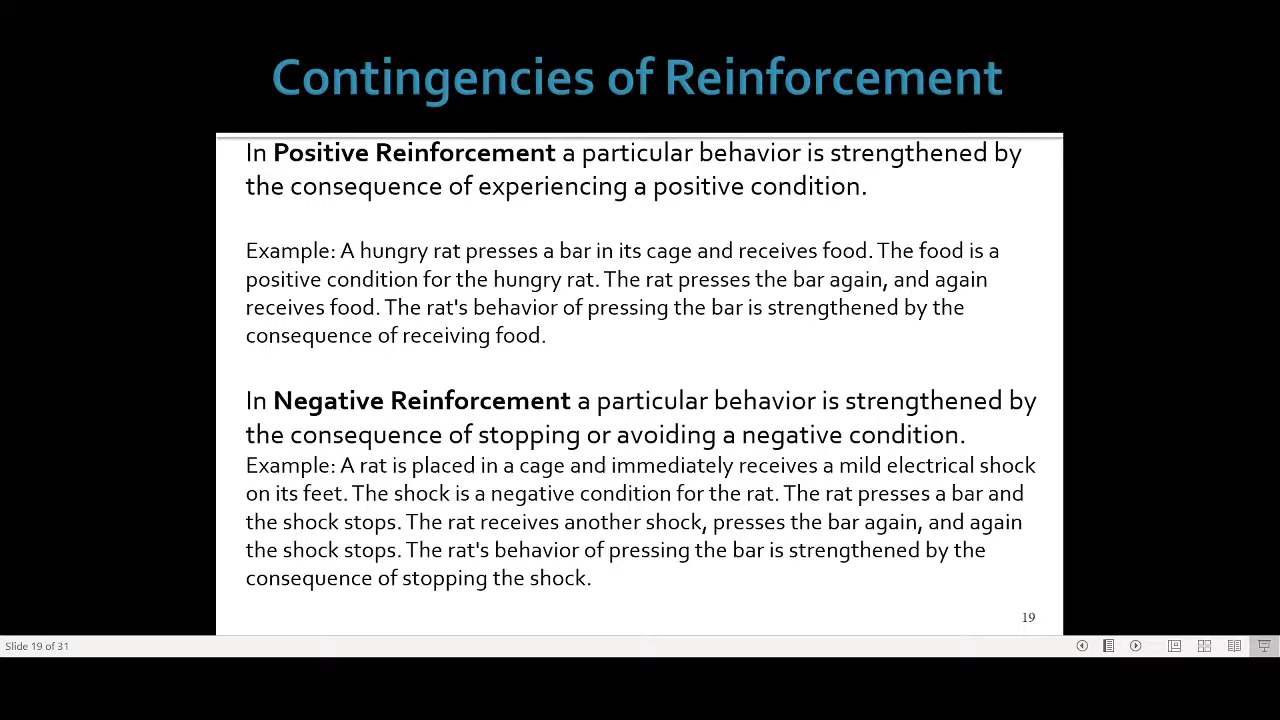 Contingencies of Reinforcement
In Positive Reinforcement a particular behavior is strengthened by
the consequence of experiencing a positive condition.
Example: A hungry rat presses a bar in its cage and receives food. The food is a
positive condition for the hungry rat. The rat presses the bar again, and again
receives food. The rat's behavior of pressing the bar is strengthened by the
consequence of receiving food.
In Negative Reinforcement a particular behavior is strengthened by
the consequence of stopping or avoiding a negative condition.
Example: A rat is placed in a cage and immediately receives a mild electrical shock
on its feet. The shock is a negative condition for the rat. The rat presses a bar and
the shock stops. The rat receives another shock, presses the bar again, and again
the shock stops. The rat's behavior of pressing the bar is strengthened by the
consequence of stopping the shock.
19
Slide 19 of 31